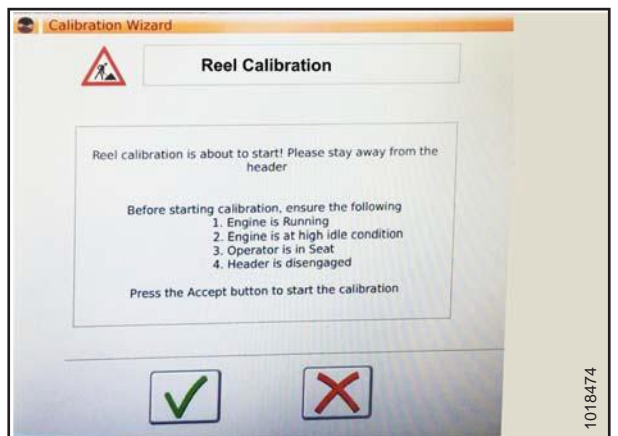 Calibration Wizard
Reel Calibration
Reel calibration is about to start! Please stay away from the
header
Before starting calibration, ensure the following
1. Engine is Running
2. Engine is at high idle condition
3. Operator is in Seat
4. Header is disengaged
Press the Accept button to start the calibration
1018474